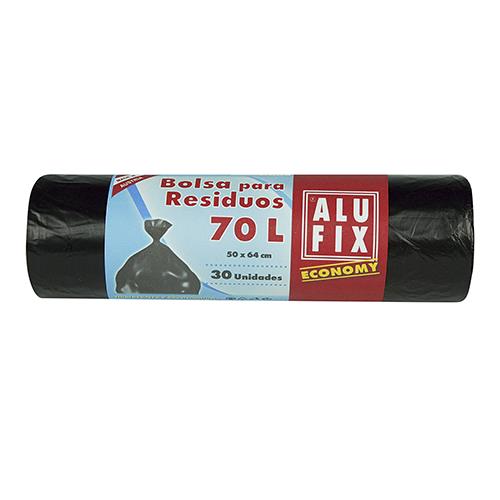 Bolsa para
Residuos
70 L
50 x 64 cm
30 Unidades
ALU
FIX
ECONOMY